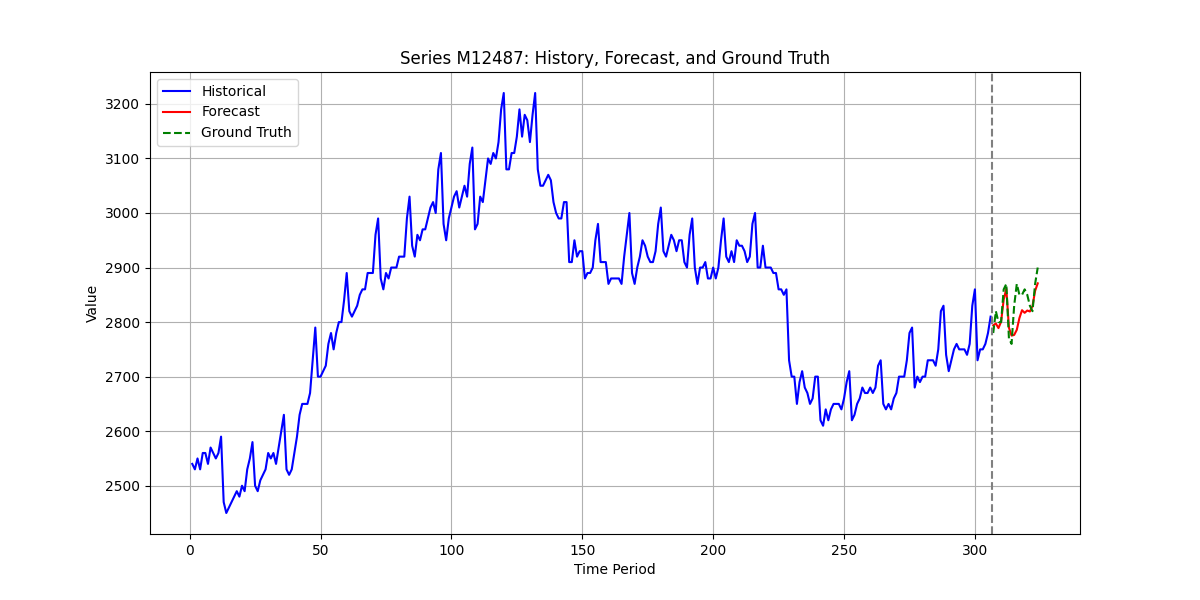 Series M12487: History, Forecast, and Ground Truth
Historical
Forecast
Ground Truth
3200
3100
3000
2900
2800
2700
2600
2500
Value
0 50 100 150 200 250 300
Time Period